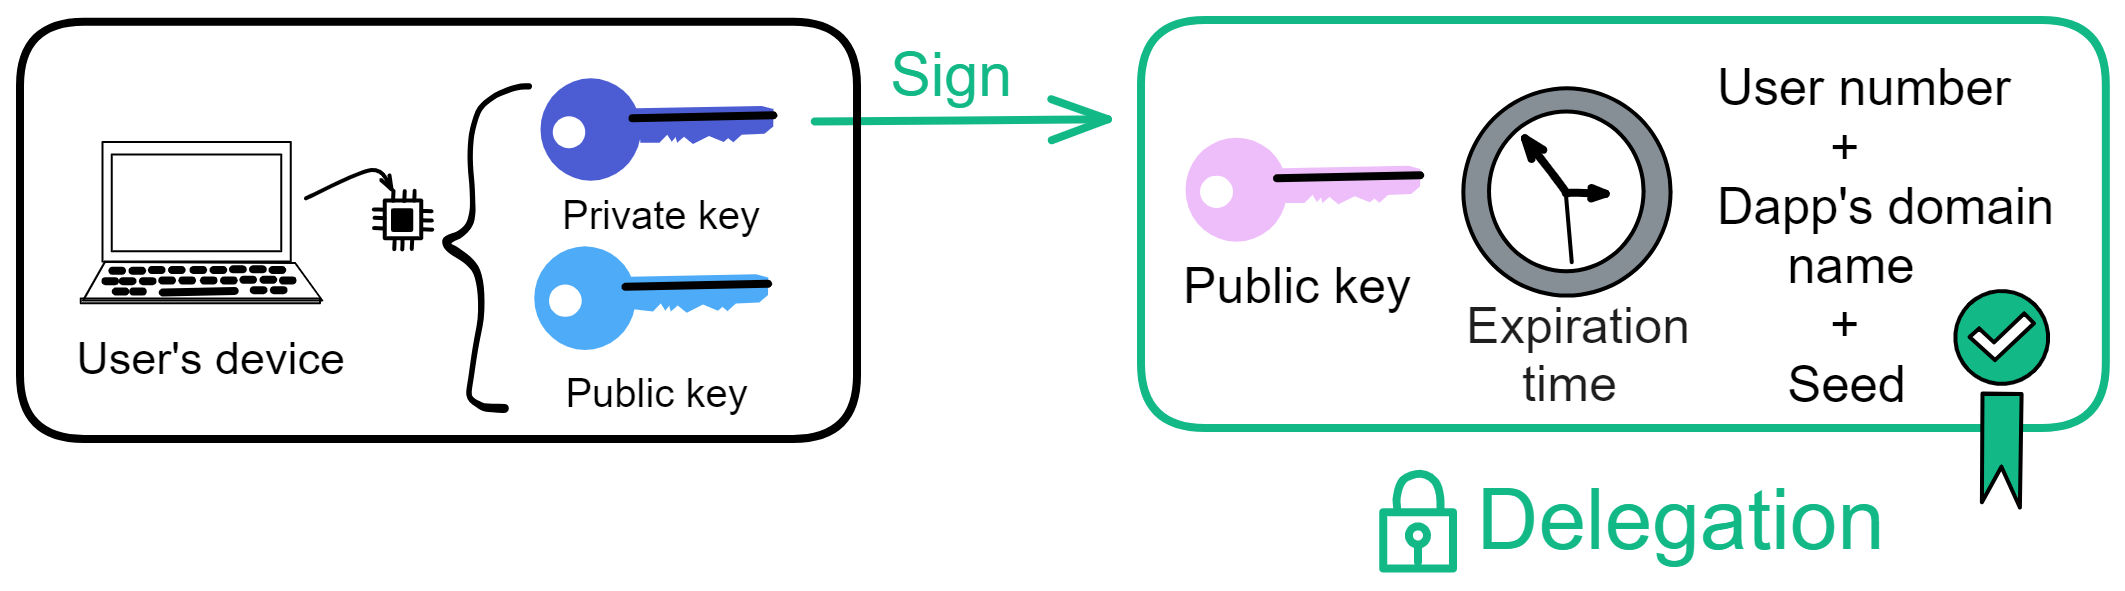 User's device
Private key
Public key
Sign
Public key
Expiration
time
User number
+
Dapp's domain
name
+
Seed
Delegation